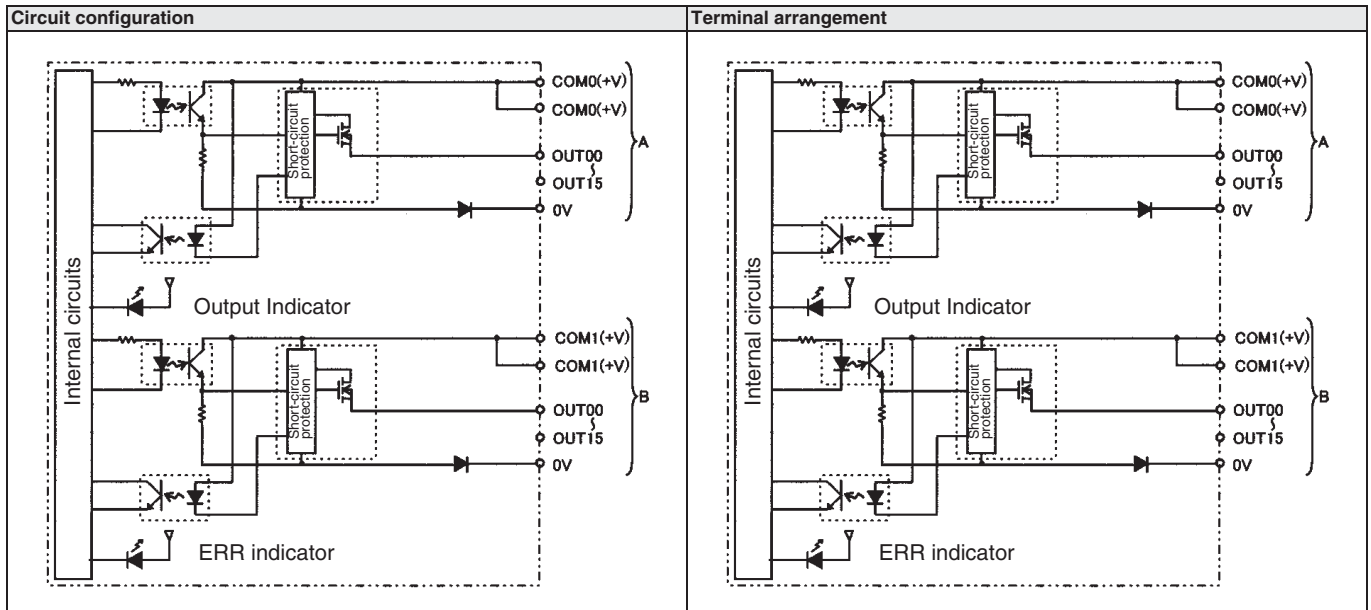 Circuit configuration
Internal circuits
Short-circuit
protection
COM0(+V)
COM0(+V)
OUT00
OUT15
0V
A
Output Indicator
Short-circuit
protection
COM1(+V)
COM1(+V)
OUT00
OUT15
0V
B
ERR indicator
Terminal arrangement
Internal circuits
Short-circuit
protection
COM0(+V)
COM0(+V)
OUT00
OUT15
0V
A
Output Indicator
Short-circuit
protection
COM1(+V)
COM1(+V)
OUT00
OUT15
0V
B
ERR indicator